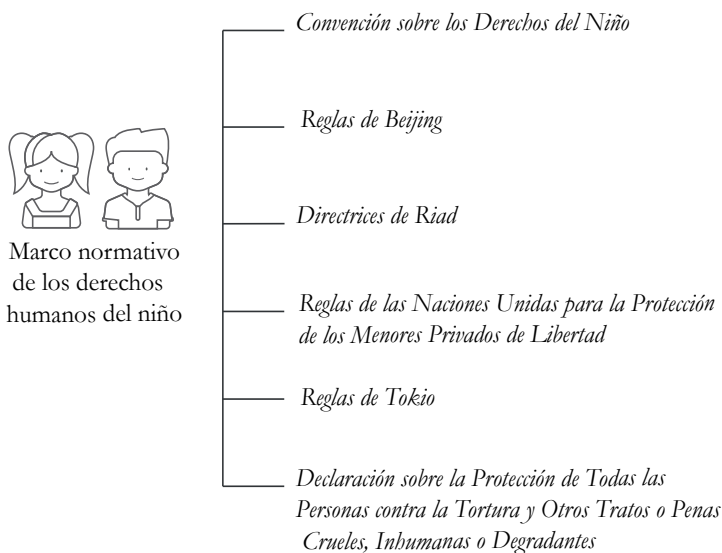 Convención sobre los Derechos del Niño
Reglas de Beijing
Directrices de Riad
Marco normativo
de los derechos
humanos del niño
Reglas de las Naciones Unidas para la Protección
de los Menores Privados de Libertad
Reglas de Tokio
Declaración sobre la Protección de Todas las
Personas contra la Tortura y Otros Tratos o Penas
Crueles, Inhumanas o Degradantes